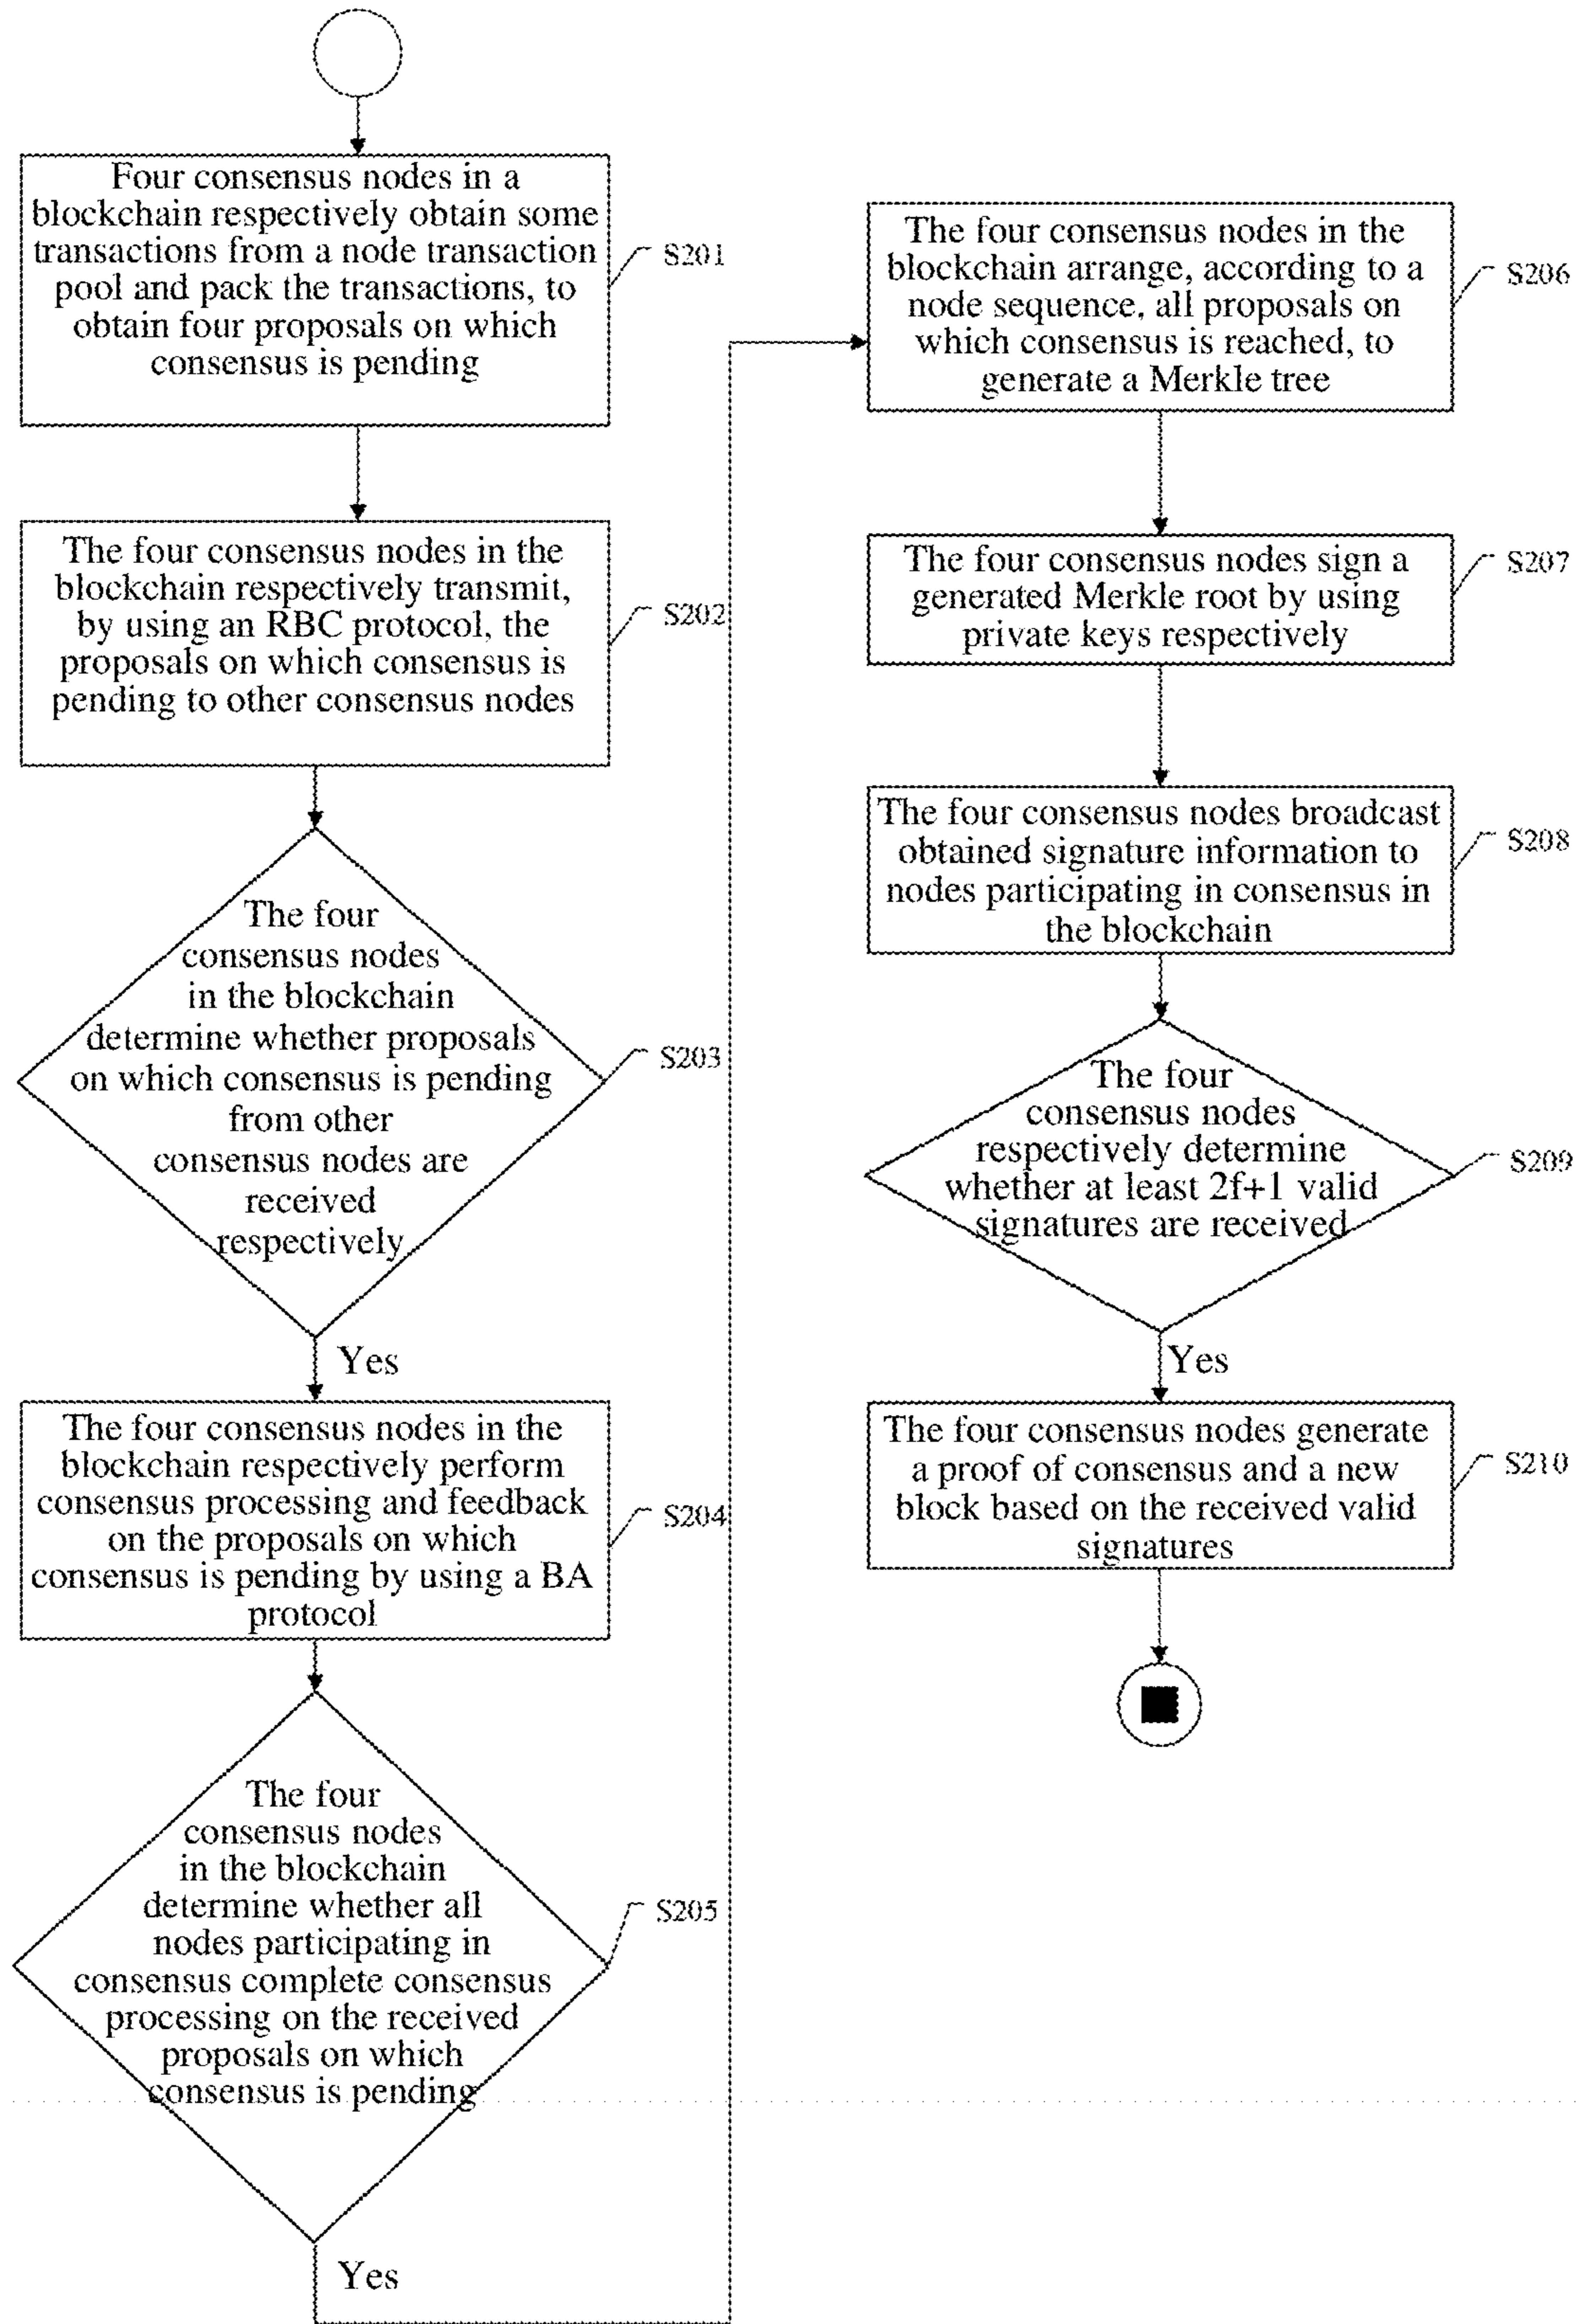 Four consensus nodes in a
blockchain respectively obtain some
transactions from a node transaction
pool and pack the transactions, to
obtain four proposals on which
consensus is pending
S201
The four consensus nodes in the
blockchain respectively transmit,
by using an RBC protocol, the
proposals on which consensus is
pending to other consensus nodes
S202
The four
consensus nodes
in the blockchain
determine whether proposals
on which consensus is pending
from other
consensus nodes are
received
respectively
S203
Yes
The four consensus nodes in the
blockchain respectively perform
consensus processing and feedback
on the proposals on which
consensus is pending by using a BA
protocol
S204
The four
consensus nodes
in the blockchain
determine whether all
nodes participating in
consensus complete consensus
processing on the received
proposals on which
consensus is pending
S205
Yes
The four consensus nodes in the
blockchain arrange, according to a
node sequence, all proposals on
which consensus is reached, to
generate a Merkle tree
S206
The four consensus nodes sign a
generated Merkle root by using
private keys respectively
S207
The four consensus nodes broadcast
obtained signature information to
nodes participating in consensus in
the blockchain
S208
The four
consensus nodes
respectively determine
whether at least 2f+1 valid
signatures are received
S209
Yes
The four consensus nodes generate
a proof of consensus and a new
block based on the received valid
signatures
S210